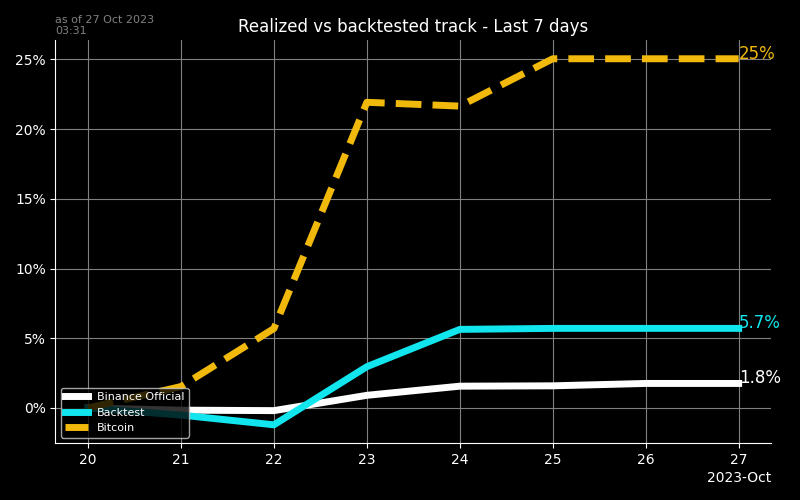 as of 27 Oct 2023
03:31
Realized vs backtested track - Last 7 days
25%
20%
15%
10%
5%
0%
25%
5.7%
1.8%
Binance Official
Backtest
Bitcoin
20 21 22 23 24 25 26 27
2023-Oct